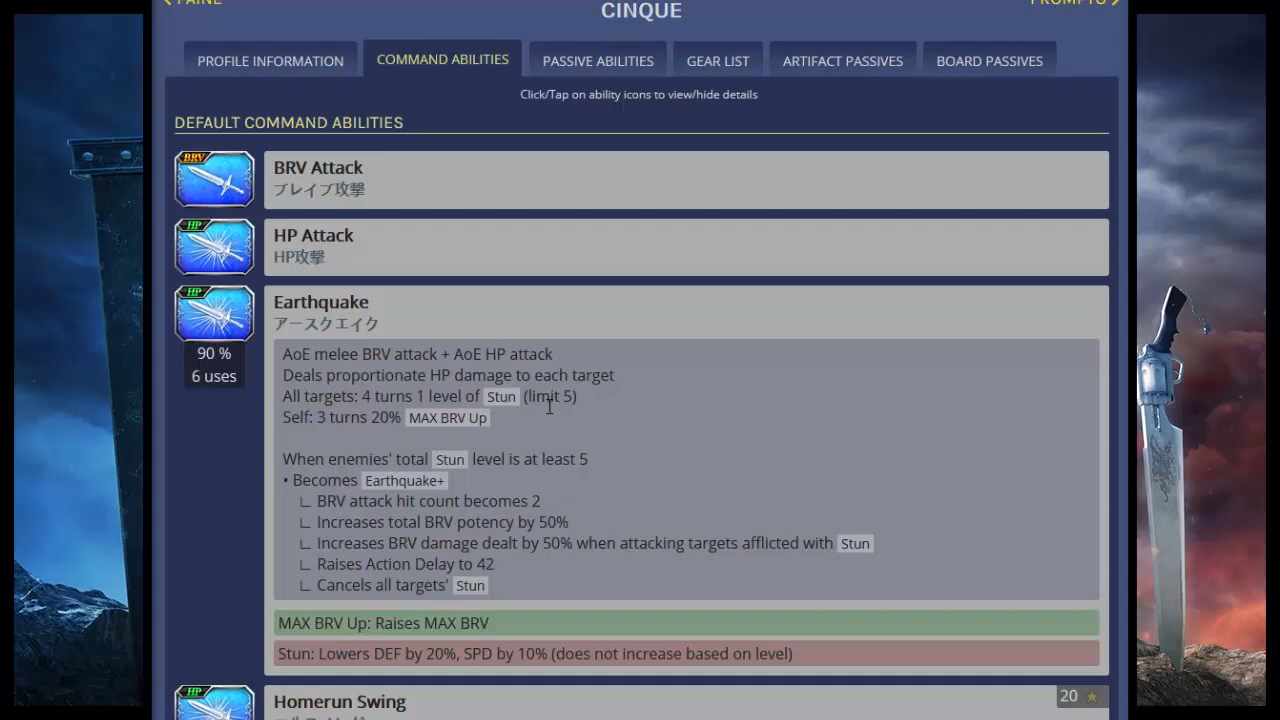 PAINE
PROMPTO
CINQUE
PROFILE INFORMATION
COMMAND ABILITIES
PASSIVE ABILITIES
GEAR LIST
ARTIFACT PASSIVES
BOARD PASSIVES
Click/Tap on ability icons to view/hide details
DEFAULT COMMAND ABILITIES
BRV
BRV Attack
ブレイブ攻撃
HP
HP Attack
HP攻撃
HP
Earthquake
アースクエイク
90 %
6 uses
AoE melee BRV attack + AoE HP attack
Deals proportionate HP damage to each target
All targets: 4 turns 1 level of Stun (limit 5)
Self: 3 turns 20% MAX BRV Up
When enemies' total Stun level is at least 5
• Becomes Earthquake+
∟ BRV attack hit count becomes 2
∟ Increases total BRV potency by 50%
∟ Increases BRV damage dealt by 50% when attacking targets afflicted with Stun
∟ Raises Action Delay to 42
∟ Cancels all targets' Stun
MAX BRV Up: Raises MAX BRV
Stun: Lowers DEF by 20%, SPD by 10% (does not increase based on level)
HP
Homerun Swing
20 ★